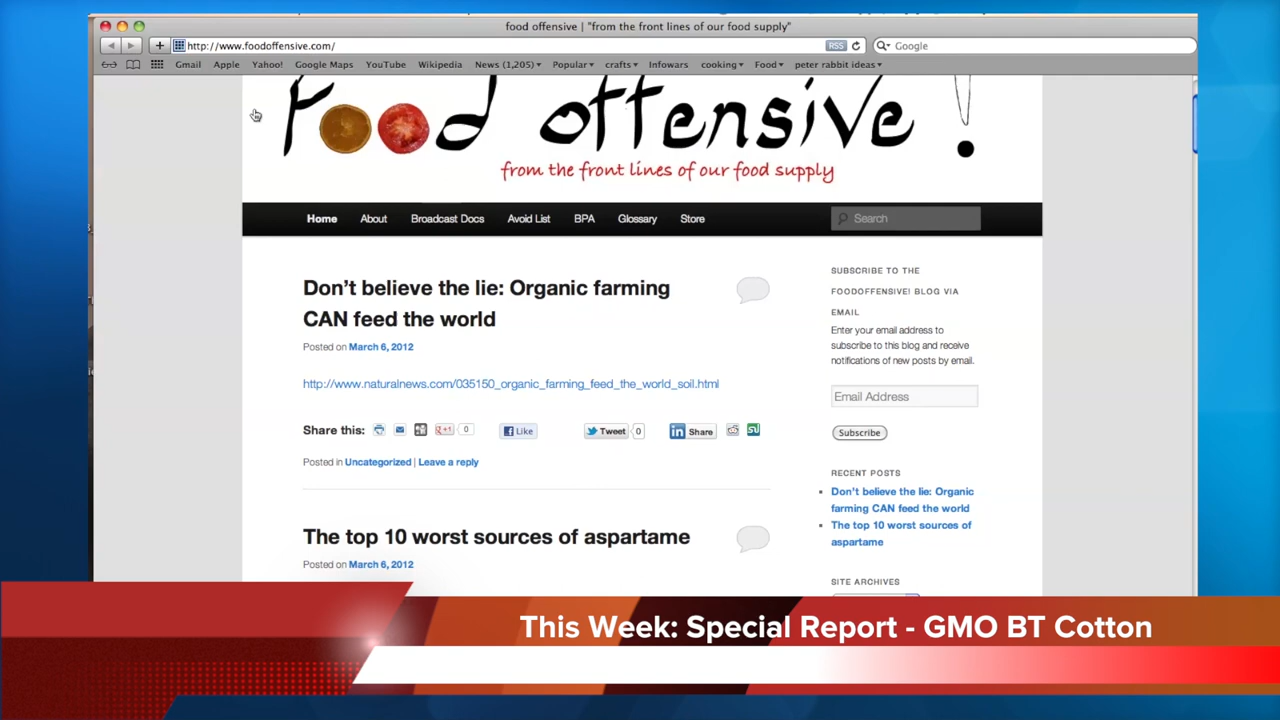 food offensive | "from the front lines of our food supply"
http://www.foodoffensive.com/
RSS
Google
Gmail Apple Yahoo! Google Maps YouTube Wikipedia News (1,205) Popular crafts Infowars cooking Food peter rabbit ideas
Food offensive!
from the front lines of our food supply
Home About Broadcast Docs Avoid List BPA Glossary Store
Search
Don't believe the lie: Organic farming
CAN feed the world
Posted on March 6, 2012
http://www.naturalnews.com/035150_organic_farming_feed_the_world_soil.html
Share this: +1 0 Like Tweet 0 in Share
Posted in Uncategorized | Leave a reply
The top 10 worst sources of aspartame
Posted on March 6, 2012
SUBSCRIBE TO THE
FOODOFFENSIVE! BLOG VIA
EMAIL
Enter your email address to
subscribe to this blog and receive
notifications of new posts by email.
Email Address
Subscribe
RECENT POSTS
Don't believe the lie: Organic
farming CAN feed the world
The top 10 worst sources of
aspartame
SITE ARCHIVES
This Week: Special Report - GMO BT Cotton